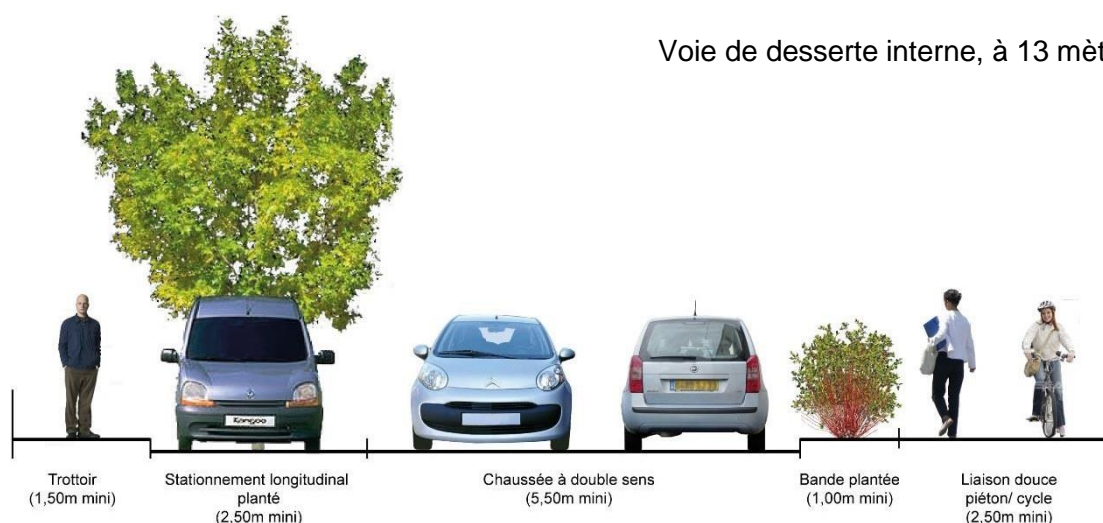 Voie de desserte interne, à 13 mèt
Kangoo
Trottoir
(1,50m mini)
Stationnement longitudinal
planté
(2,50m mini)
Chaussée à double sens
(5,50m mini)
Bande plantée
(1,00m mini)
Liaison douce
piéton/ cycle
(2,50m mini)